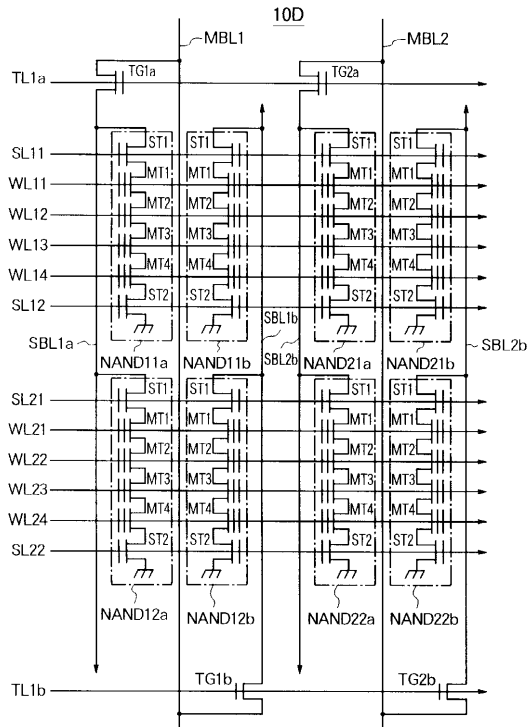 10D
MBL1 MBL2
TL1a TG1a TG2a
ST1 ST1 ST1 ST1
SL11
MT1 MT1 MT1 MT1
WL11
MT2 MT2 MT2 MT2
WL12
MT3 MT3 MT3 MT3
WL13
MT4 MT4 MT4 MT4
WL14
ST2 ST2 ST2 ST2
SL12
SBL1a SBL1b SBL2b SBL2b
NAND11a NAND11b NAND21a NAND21b
ST1 ST1 ST1 ST1
SL21
MT1 MT1 MT1 MT1
WL21
MT2 MT2 MT2 MT2
WL22
MT3 MT3 MT3 MT3
WL23
MT4 MT4 MT4 MT4
WL24
ST2 ST2 ST2 ST2
SL22
NAND12a NAND12b NAND22a NAND22b
TG1b TG2b
TL1b